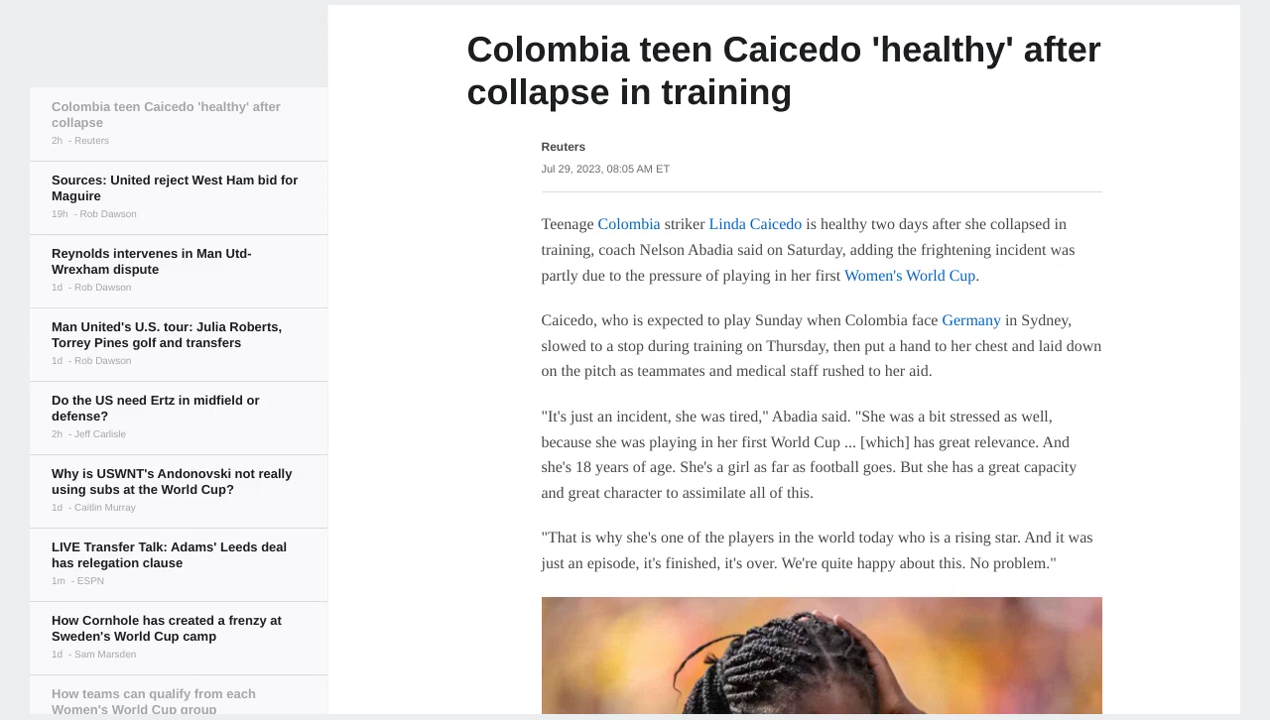 Colombia teen Caicedo 'healthy' after
collapse
2h - Reuters
Sources: United reject West Ham bid for
Maguire
19h - Rob Dawson
Reynolds intervenes in Man Utd-
Wrexham dispute
1d - Rob Dawson
Man United's U.S. tour: Julia Roberts,
Torrey Pines golf and transfers
1d - Rob Dawson
Do the US need Ertz in midfield or
defense?
2h - Jeff Carlisle
Why is USWNT's Andonovski not really
using subs at the World Cup?
1d - Caitlin Murray
LIVE Transfer Talk: Adams' Leeds deal
has relegation clause
1m - ESPN
How Cornhole has created a frenzy at
Sweden's World Cup camp
1d - Sam Marsden
How teams can qualify from each
Women's World Cup group
Colombia teen Caicedo 'healthy' after
collapse in training
Reuters
Jul 29, 2023, 08:05 AM ET
Teenage Colombia striker Linda Caicedo is healthy two days after she collapsed in
training, coach Nelson Abadia said on Saturday, adding the frightening incident was
partly due to the pressure of playing in her first Women's World Cup.
Caicedo, who is expected to play Sunday when Colombia face Germany in Sydney,
slowed to a stop during training on Thursday, then put a hand to her chest and laid down
on the pitch as teammates and medical staff rushed to her aid.
"It's just an incident, she was tired," Abadia said. "She was a bit stressed as well,
because she was playing in her first World Cup ... [which] has great relevance. And
she's 18 years of age. She's a girl as far as football goes. But she has a great capacity
and great character to assimilate all of this.
"That is why she's one of the players in the world today who is a rising star. And it was
just an episode, it's finished, it's over. We're quite happy about this. No problem."